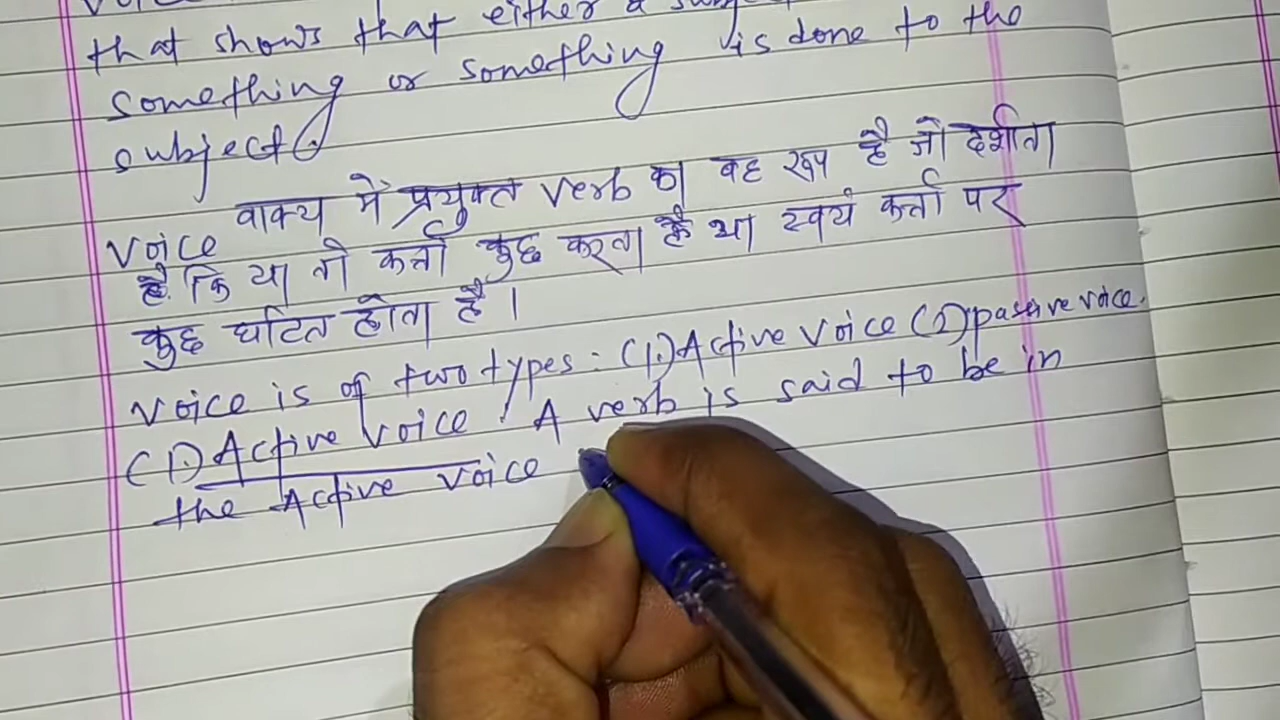 that shows that either a
something or something is done to the
subject.
Voice वाक्य में प्रयुक्त verb का वह रूप है जो दर्शाता
है कि या तो कर्त्ता कुछ करता है या स्वयं कर्त्ता पर
कुछ घटित होता है ।
Voice is of two types: (1.) Active Voice (2) passive voice.
(1.) Active Voice : A verb is said to be in
the Active Voice